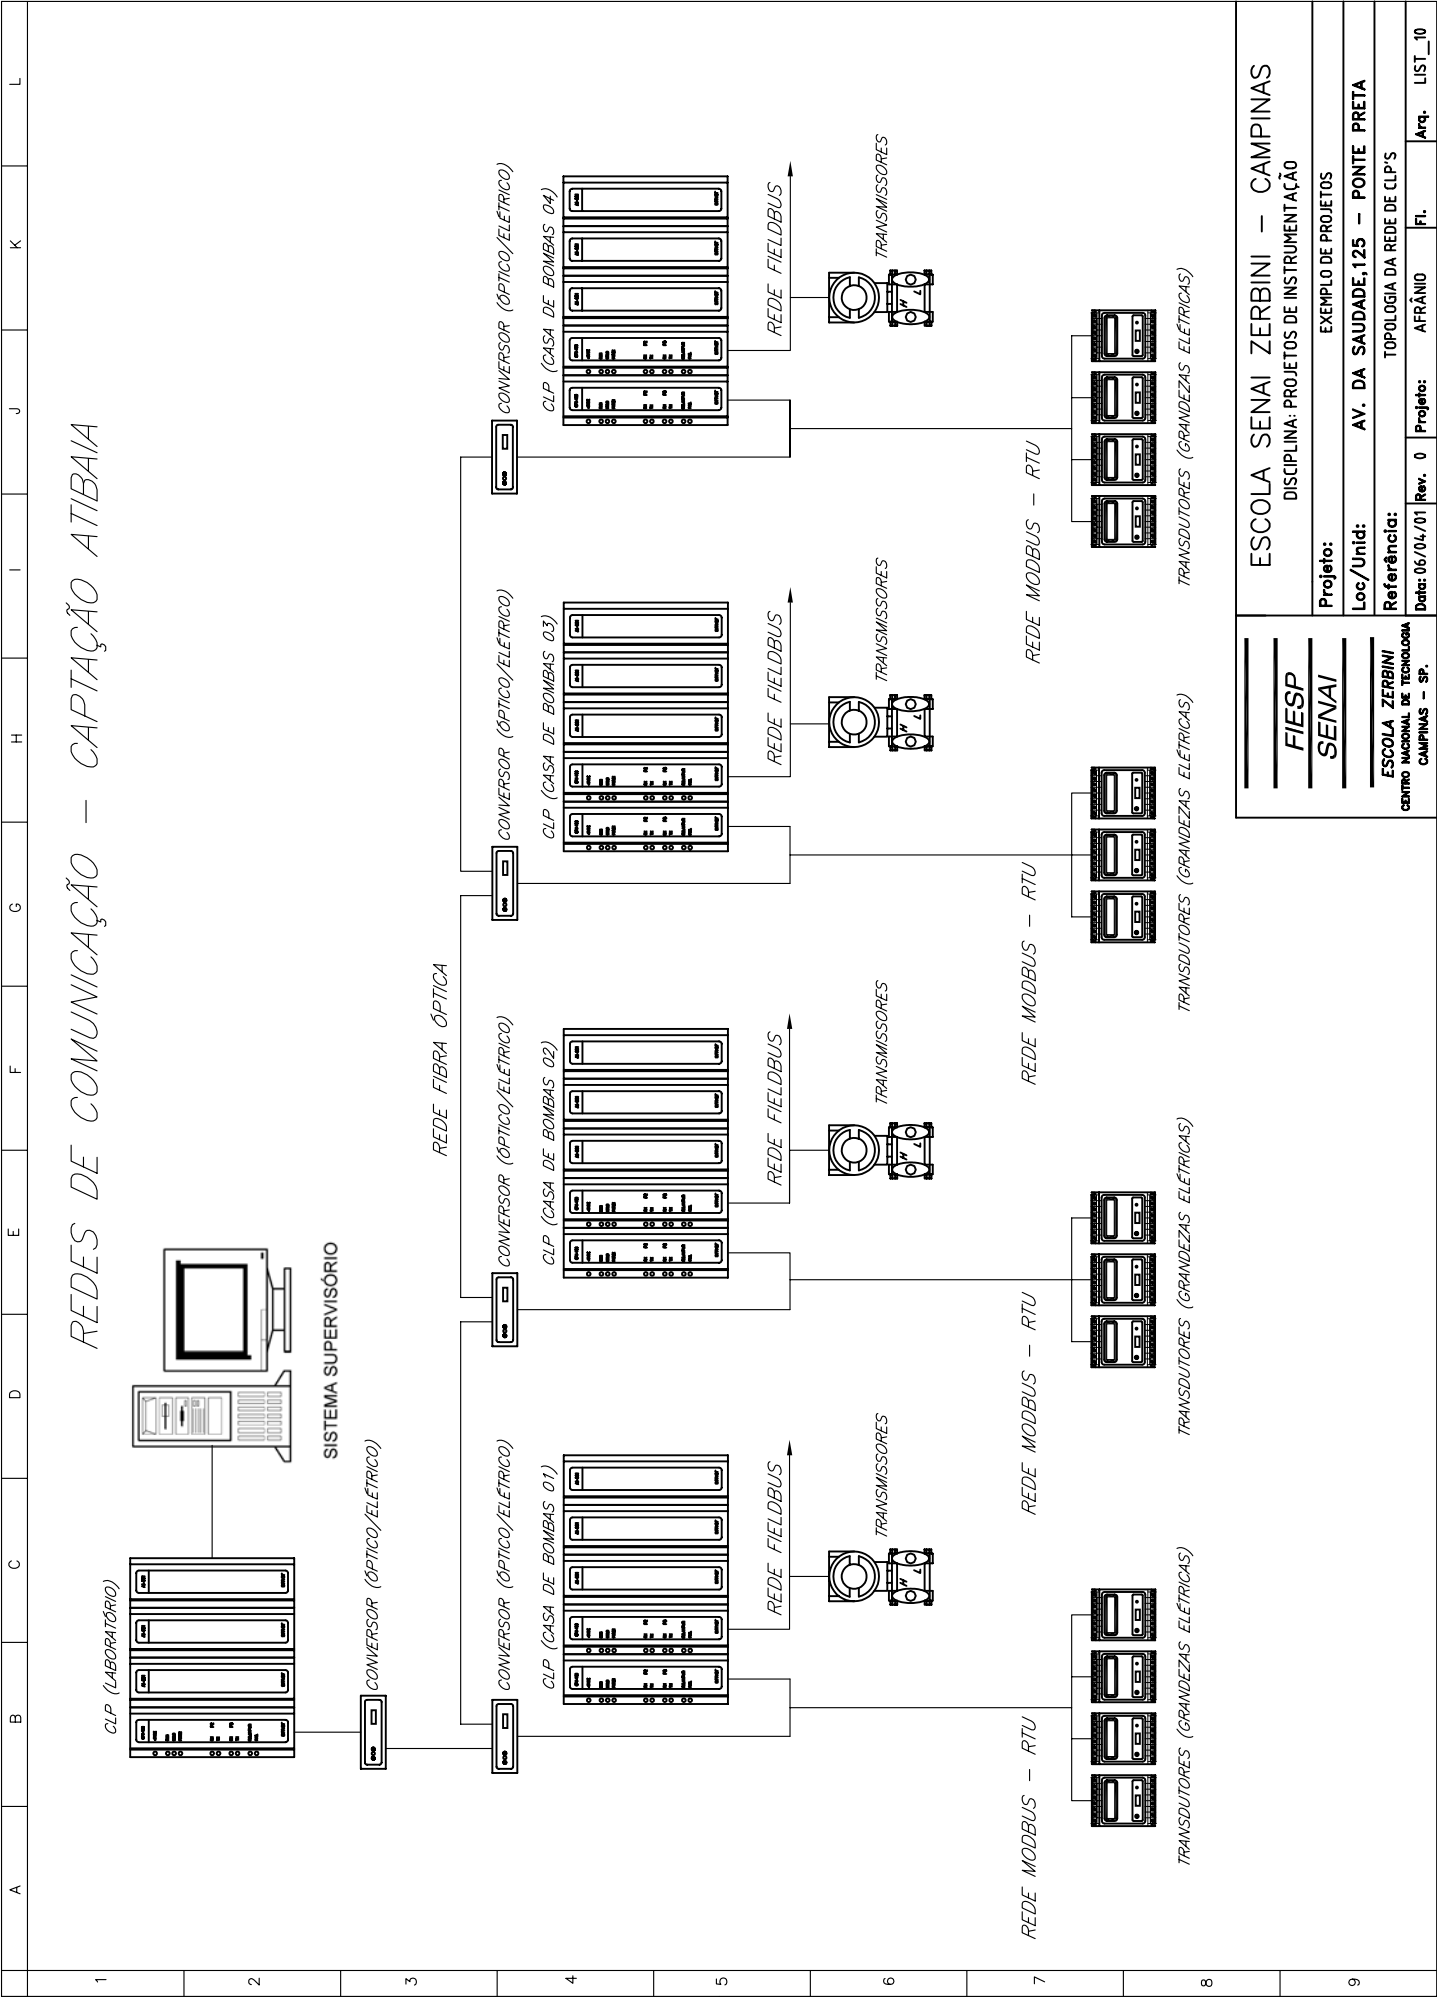 A B C D E F G H I J K L
1
2
3
4
5
6
7
8
9
REDES DE COMUNICAÇÃO - CAPTAÇÃO ATIBAIA
CLP (LABORATÓRIO)
SISTEMA SUPERVISÓRIO
CONVERSOR (ÓPTICO/ELÉTRICO)
REDE FIBRA ÓPTICA
CONVERSOR (ÓPTICO/ELÉTRICO)
CONVERSOR (ÓPTICO/ELÉTRICO)
CONVERSOR (ÓPTICO/ELÉTRICO)
CONVERSOR (ÓPTICO/ELÉTRICO)
CLP (CASA DE BOMBAS 01)
CLP (CASA DE BOMBAS 02)
CLP (CASA DE BOMBAS 03)
CLP (CASA DE BOMBAS 04)
REDE FIELDBUS
REDE FIELDBUS
REDE FIELDBUS
REDE FIELDBUS
TRANSMISSORES
TRANSMISSORES
TRANSMISSORES
TRANSMISSORES
H L
H L
H L
H L
REDE MODBUS - RTU
REDE MODBUS - RTU
REDE MODBUS - RTU
REDE MODBUS - RTU
TRANSDUTORES (GRANDEZAS ELÉTRICAS)
TRANSDUTORES (GRANDEZAS ELÉTRICAS)
TRANSDUTORES (GRANDEZAS ELÉTRICAS)
TRANSDUTORES (GRANDEZAS ELÉTRICAS)
FIESP
SENAI
ESCOLA ZERBINI
CENTRO NACIONAL DE TECNOLOGIA
CAMPINAS - SP.
ESCOLA SENAI ZERBINI - CAMPINAS
DISCIPLINA: PROJETOS DE INSTRUMENTAÇÃO
Projeto: EXEMPLO DE PROJETOS
Loc/Unid: AV. DA SAUDADE,125 - PONTE PRETA
Referência: TOPOLOGIA DA REDE DE CLP'S
Data: 06/04/01 Rev. 0 Projeto: AFRÂNIO Fl. Arq. LIST_10